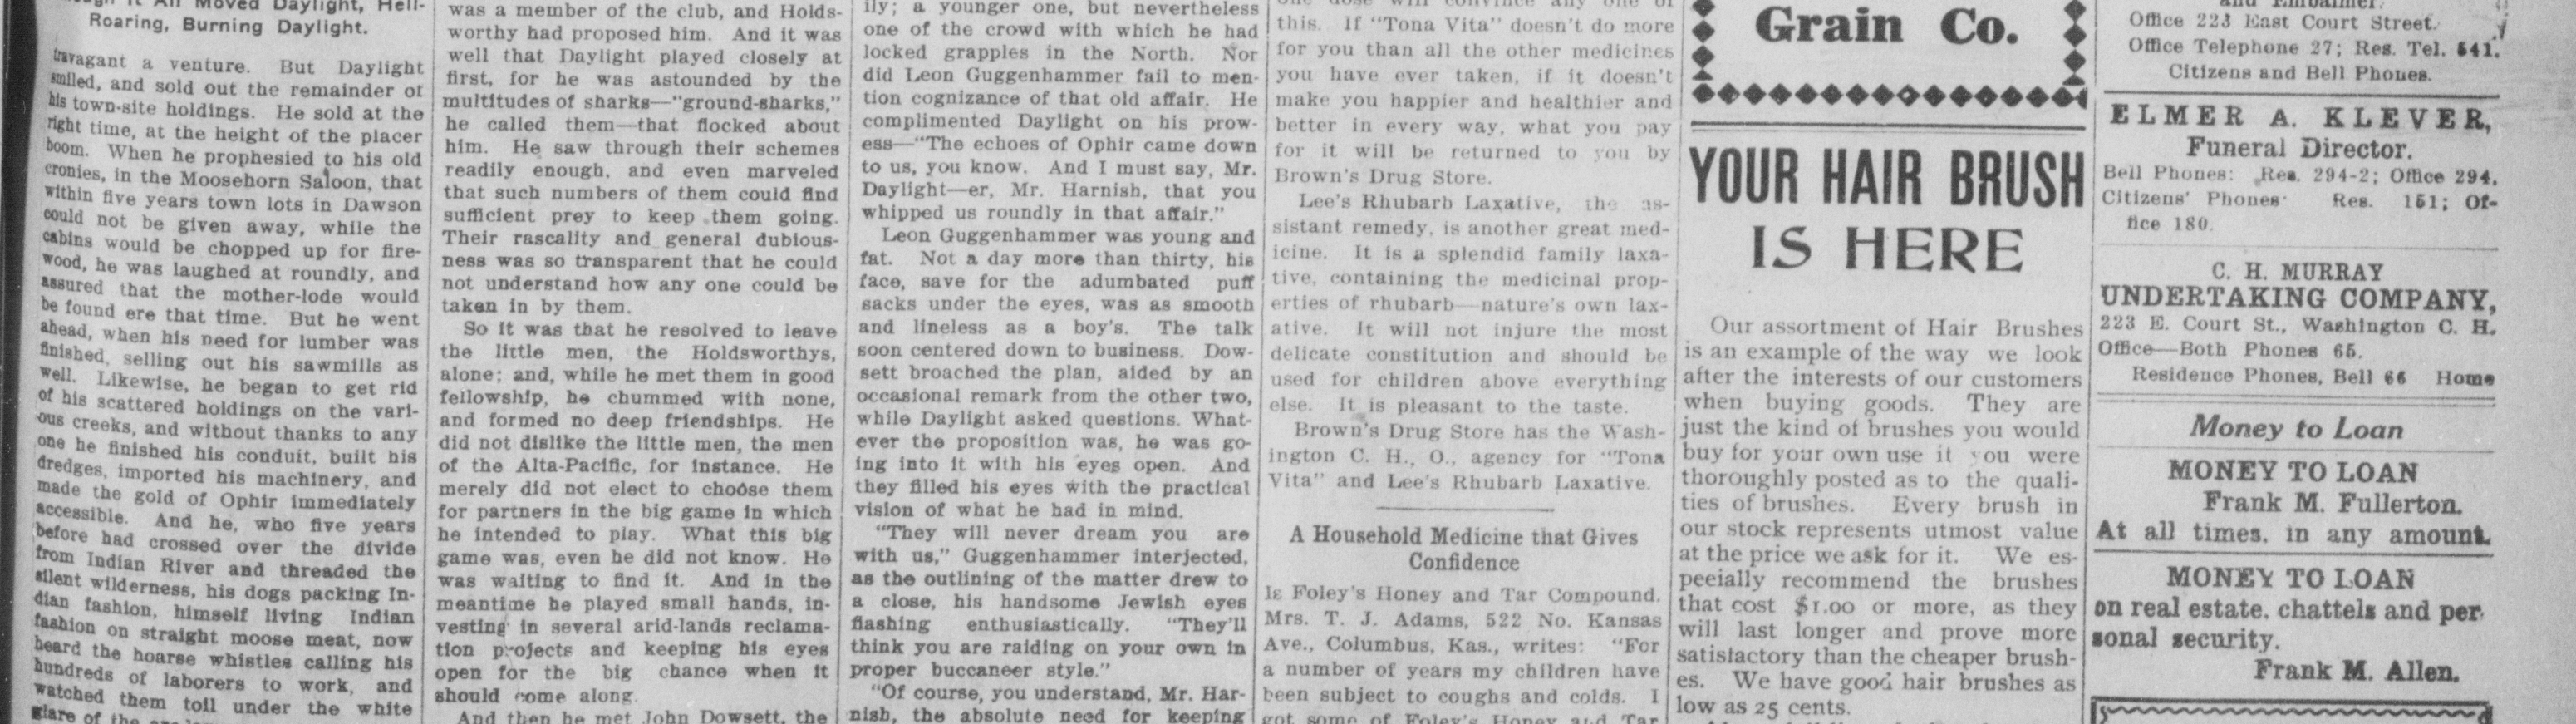 It All Moved Daylight, Hell-
Roaring, Burning Daylight.
travagant a venture. But Daylight
smiled, and sold out the remainder of
his town-site holdings. He sold at the
right time, at the height of the placer
boom. When he prophesied to his old
cronies, in the Moosehorn Saloon, that
within five years town lots in Dawson
could not be given away, while the
cabins would be chopped up for fire-
wood, he was laughed at roundly, and
assured that the mother-lode would
be found ere that time. But he went
ahead, when his need for lumber was
finished, selling out his sawmills as
well. Likewise, he began to get rid
of his scattered holdings on the vari-
ous creeks, and without thanks to any
one he finished his conduit, built his
dredges, imported his machinery, and
made the gold of Ophir immediately
accessible. And he, who five years
before had crossed over the divide
from Indian River and threaded the
silent wilderness, his dogs packing In-
dian fashion, himself living Indian
fashion on straight moose meat, now
heard the hoarse whistles calling his
hundreds of laborers to work, and
watched them toil under the white
glare of the
was a member of the club, and Holds-
worthy had proposed him. And it was
well that Daylight played closely at
first, for he was astounded by the
multitudes of sharks—"ground-sharks,"
he called them—that flocked about
him. He saw through their schemes
readily enough, and even marveled
that such numbers of them could find
sufficient prey to keep them going.
Their rascality and general dubious-
ness was so transparent that he could
not understand how any one could be
taken in by them.
So it was that he resolved to leave
the little men, the Holdsworthys,
alone; and, while he met them in good
fellowship, he chummed with none,
and formed no deep friendships. He
did not dislike the little men, the men
of the Alta-Pacific, for instance. He
merely did not elect to choose them
for partners in the big game in which
he intended to play. What this big
game was, even he did not know. He
was waiting to find it. And in the
meantime he played small hands, in-
vesting in several arid-lands reclama-
tion projects and keeping his eyes
open for the big chance when it
should come along.
And then he met John Dowsett, the
ily; a younger one, but nevertheless
one of the crowd with which he had
locked grapples in the North. Nor
did Leon Guggenhammer fail to men-
tion cognizance of that old affair. He
complimented Daylight on his prow-
ess—"The echoes of Ophir came down
to us, you know. And I must say, Mr.
Daylight—er, Mr. Harnish, that you
whipped us roundly in that affair."
Leon Guggenhammer was young and
fat. Not a day more than thirty, his
face, save for the adumbated puff
sacks under the eyes, was as smooth
and lineless as a boy's. The talk
soon centered down to business. Dow-
sett broached the plan, aided by an
occasional remark from the other two,
while Daylight asked questions. What-
ever the proposition was, he was go-
ing into it with his eyes open. And
they filled his eyes with the practical
vision of what he had in mind.
"They will never dream you are
with us," Guggenhammer interjected,
as the outlining of the matter drew to
a close, his handsome Jewish eyes
flashing enthusiastically. "They'll
think you are raiding on your own in
proper buccaneer style."
"Of course, you understand, Mr. Har-
nish, the absolute need for keeping
one dose will convince any one of
this. If "Tona Vita" doesn't do more
for you than all the other medicines
you have ever taken, if it doesn't
make you happier and healthier and
better in every way, what you pay
for it will be returned to you by
Brown's Drug Store.
Lee's Rhubarb Laxative, the as-
sistant remedy, is another great med-
icine. It is a splendid family laxa-
tive, containing the medicinal prop-
erties of rhubarb—nature's own lax-
ative. It will not injure the most
delicate constitution and should be
used for children above everything
else. It is pleasant to the taste.
Brown's Drug Store has the Wash-
ington C. H., O., agency for "Tona
Vita" and Lee's Rhubarb Laxative.
A Household Medicine that Gives
Confidence
Is Foley's Honey and Tar Compound.
Mrs. T. J. Adams, 522 No. Kansas
Ave., Columbus, Kas., writes: "For
a number of years my children have
been subject to coughs and colds. I
got some of Foley's Honey and Tar
Grain Co.
YOUR HAIR BRUSH
IS HERE
Our assortment of Hair Brushes
is an example of the way we look
after the interests of our customers
when buying goods. They are
just the kind of brushes you would
buy for your own use it you were
thoroughly posted as to the quali-
ties of brushes. Every brush in
our stock represents utmost value
at the price we ask for it. We es-
peeially recommend the brushes
that cost $1.00 or more, as they
will last longer and prove more
satisfactory than the cheaper brush-
es. We have good hair brushes as
low as 25 cents.
and Embalmer.
Office 223 East Court Street.
Office Telephone 27; Res. Tel. 541.
Citizens and Bell Phones.
ELMER A. KLEVER,
Funeral Director.
Bell Phones: Res. 294-2; Office 294.
Citizens' Phones: Res. 151; Of-
fice 180.
C. H. MURRAY
UNDERTAKING COMPANY,
223 E. Court St., Washington C. H.
Office—Both Phones 65.
Residence Phones, Bell 66 Home
Money to Loan
MONEY TO LOAN
Frank M. Fullerton.
At all times. in any amount.
MONEY TO LOAN
on real estate. chattels and per
sonal security.
Frank M. Allen.